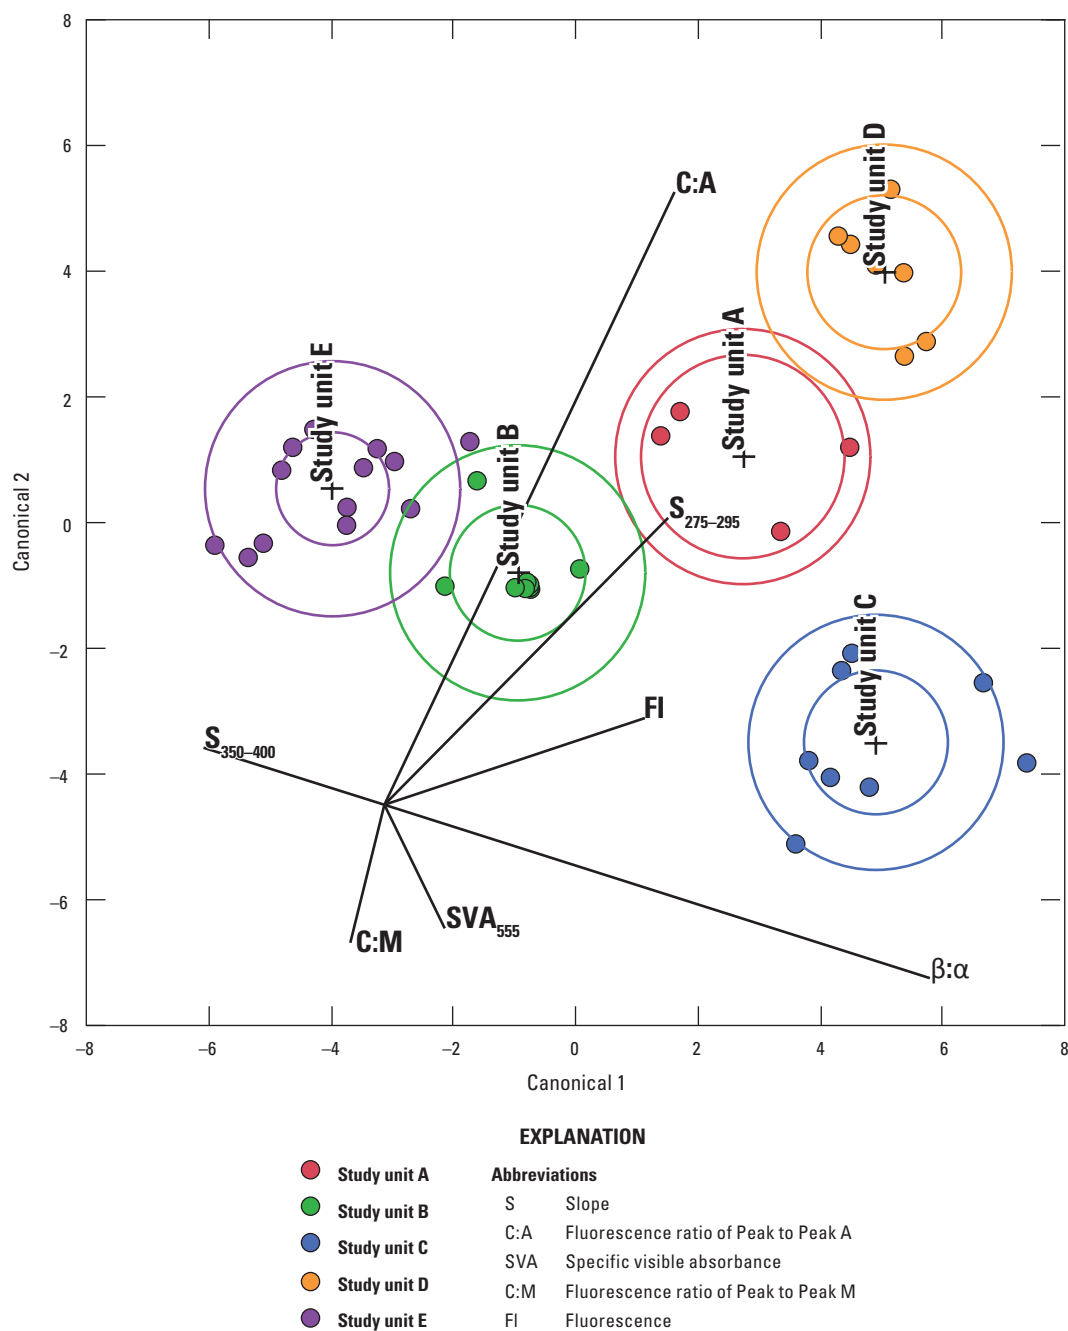 8
6
4
2
0
–2
–4
–6
–8
Canonical 2
Study unit D
C:A
Study unit A
Study unit E
Study unit B
S275–295
Study unit C
FI
S350–400
SVA555
C:M
β:α
–8 –6 –4 –2 0 2 4 6 8
Canonical 1
EXPLANATION
Study unit A
Study unit B
Study unit C
Study unit D
Study unit E
Abbreviations
S Slope
C:A Fluorescence ratio of Peak to Peak A
SVA Specific visible absorbance
C:M Fluorescence ratio of Peak to Peak M
FI Fluorescence